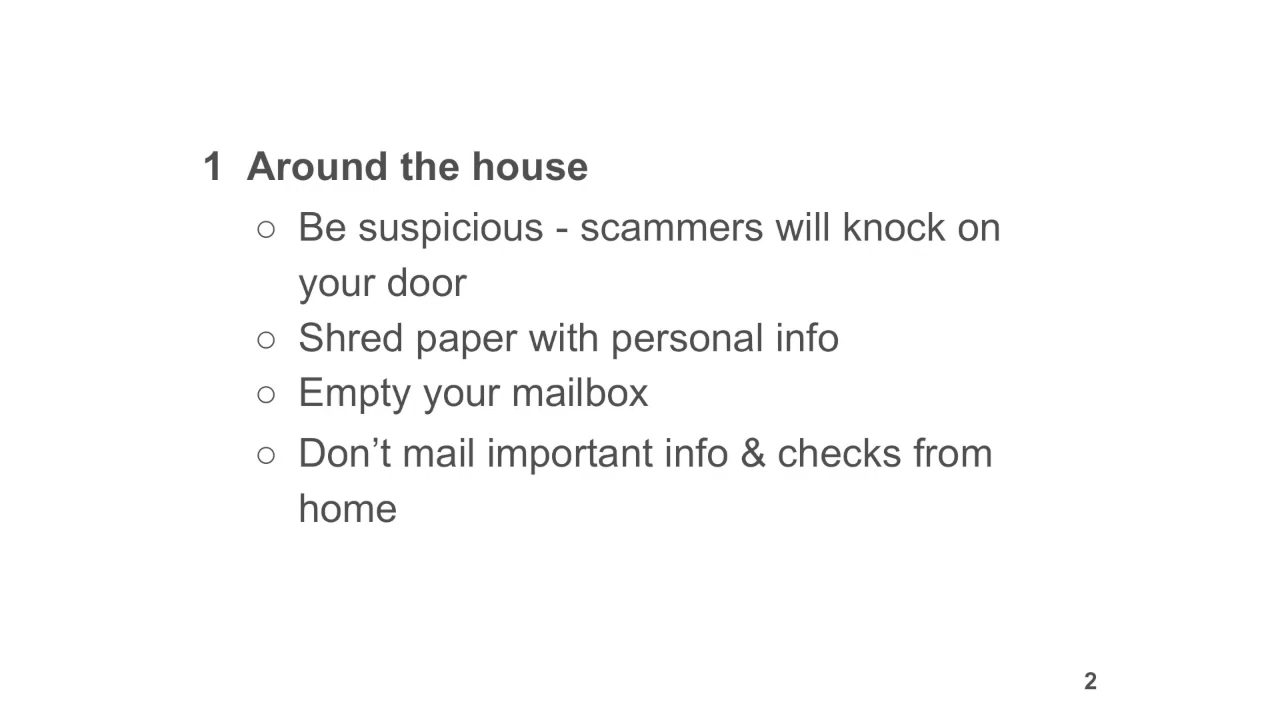 1 Around the house
○ Be suspicious - scammers will knock on
your door
○ Shred paper with personal info
○ Empty your mailbox
○ Don’t mail important info & checks from
home
2